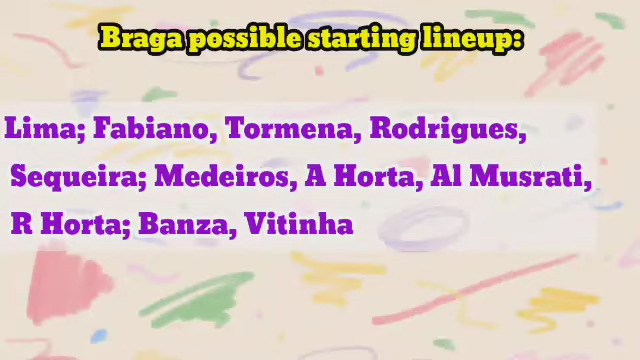 Braga possible starting lineup:
Lima; Fabiano, Tormena, Rodrigues,
Sequeira; Medeiros, A Horta, Al Musrati,
R Horta; Banza, Vitinha